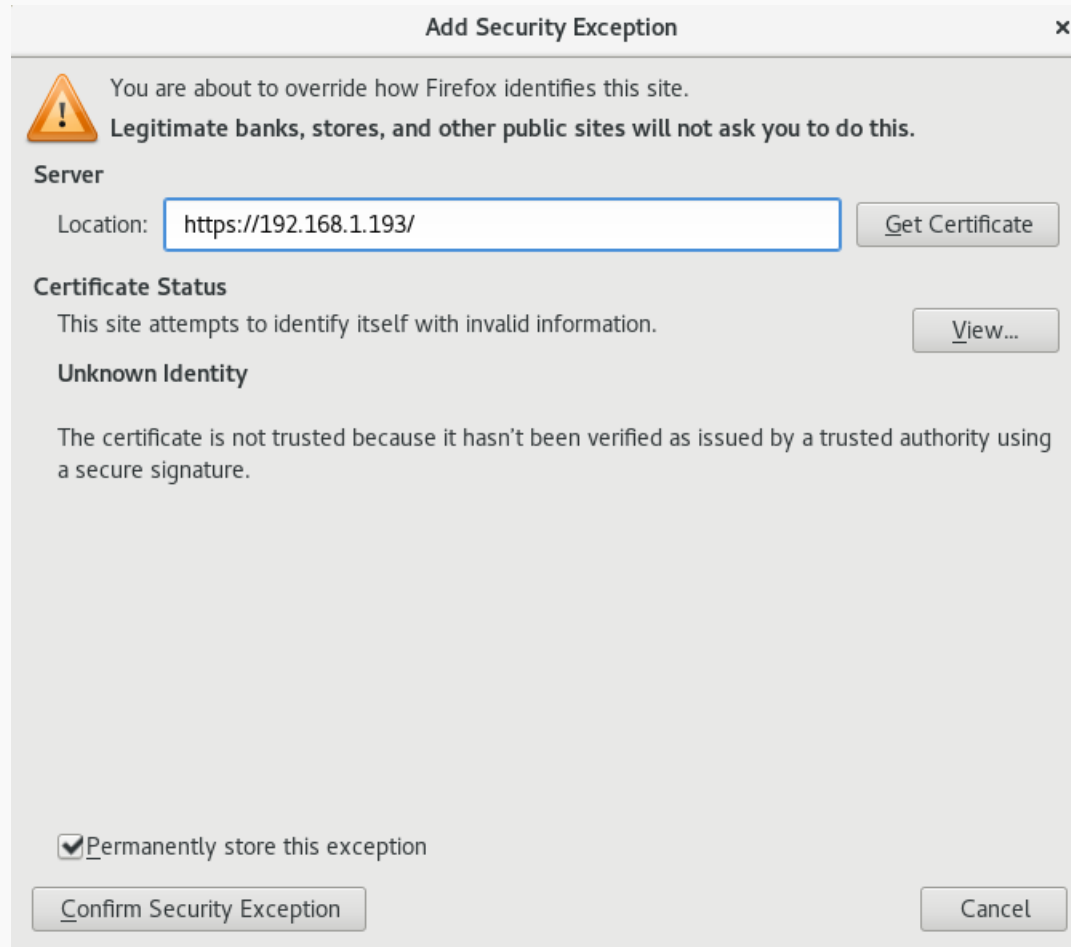 Add Security Exception ×
You are about to override how Firefox identifies this site.
Legitimate banks, stores, and other public sites will not ask you to do this.
Server
Location: https://192.168.1.193/ Get Certificate
Certificate Status
This site attempts to identify itself with invalid information.
View...
Unknown Identity
The certificate is not trusted because it hasn't been verified as issued by a trusted authority using
a secure signature.
Permanently store this exception
Confirm Security Exception Cancel